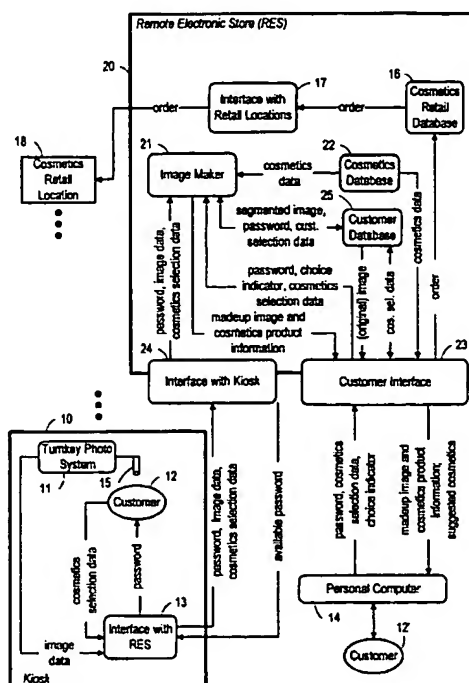 Remote Electronic Store (RES)
20
17
16
Interface with
Retail Locations
order
order
Cosmetics
Retail
Database
18
Cosmetics
Retail
Location
21
Image Maker
cosmetics
data
22
Cosmetics
Database
25
Customer
Database
segmented image,
password, cust.
selection data
password, image data,
cosmetics selection data
password, choice
indicator, cosmetics
selection data
madeup image and
cosmetics product
information
(original) image
cos. sel. data
cosmetics data
order
24
Interface with Kiosk
23
Customer Interface
10
Turnkey Photo
System
11
15
12
Customer
cosmetics
selection data
password
13
Interface with
RES
image
data
Kiosk
password, image data,
cosmetics selection data
available password
password, cosmetics
selection data,
choice indicator
madeup image and
cosmetics product
information;
suggested cosmetics
Personal Computer
14
Customer
12'